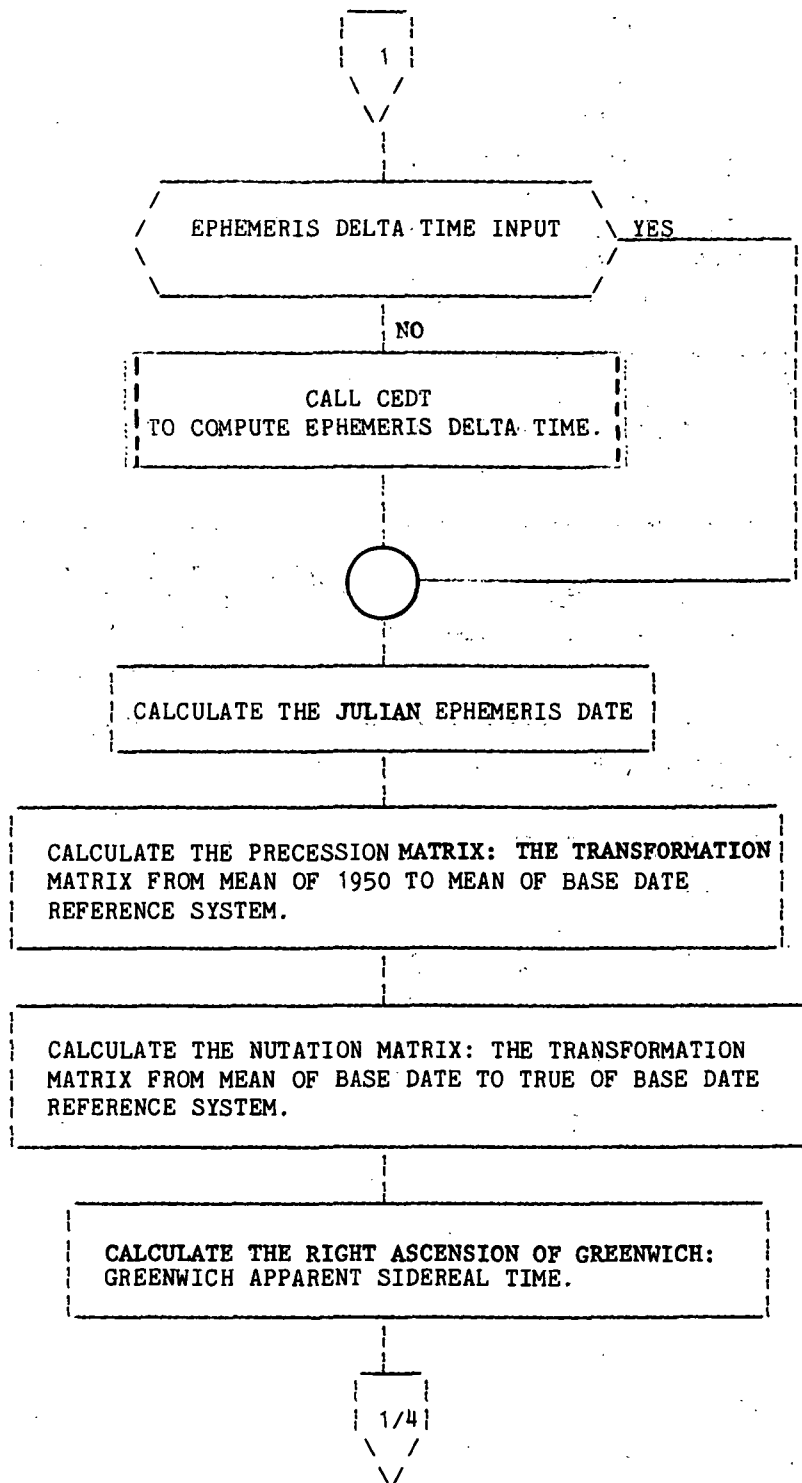 1
EPHEMERIS DELTA TIME INPUT
YES
NO
CALL CEDT
TO COMPUTE EPHEMERIS DELTA TIME.
CALCULATE THE JULIAN EPHEMERIS DATE
CALCULATE THE PRECESSION MATRIX: THE TRANSFORMATION
MATRIX FROM MEAN OF 1950 TO MEAN OF BASE DATE
REFERENCE SYSTEM.
CALCULATE THE NUTATION MATRIX: THE TRANSFORMATION
MATRIX FROM MEAN OF BASE DATE TO TRUE OF BASE DATE
REFERENCE SYSTEM.
CALCULATE THE RIGHT ASCENSION OF GREENWICH:
GREENWICH APPARENT SIDEREAL TIME.
1/4